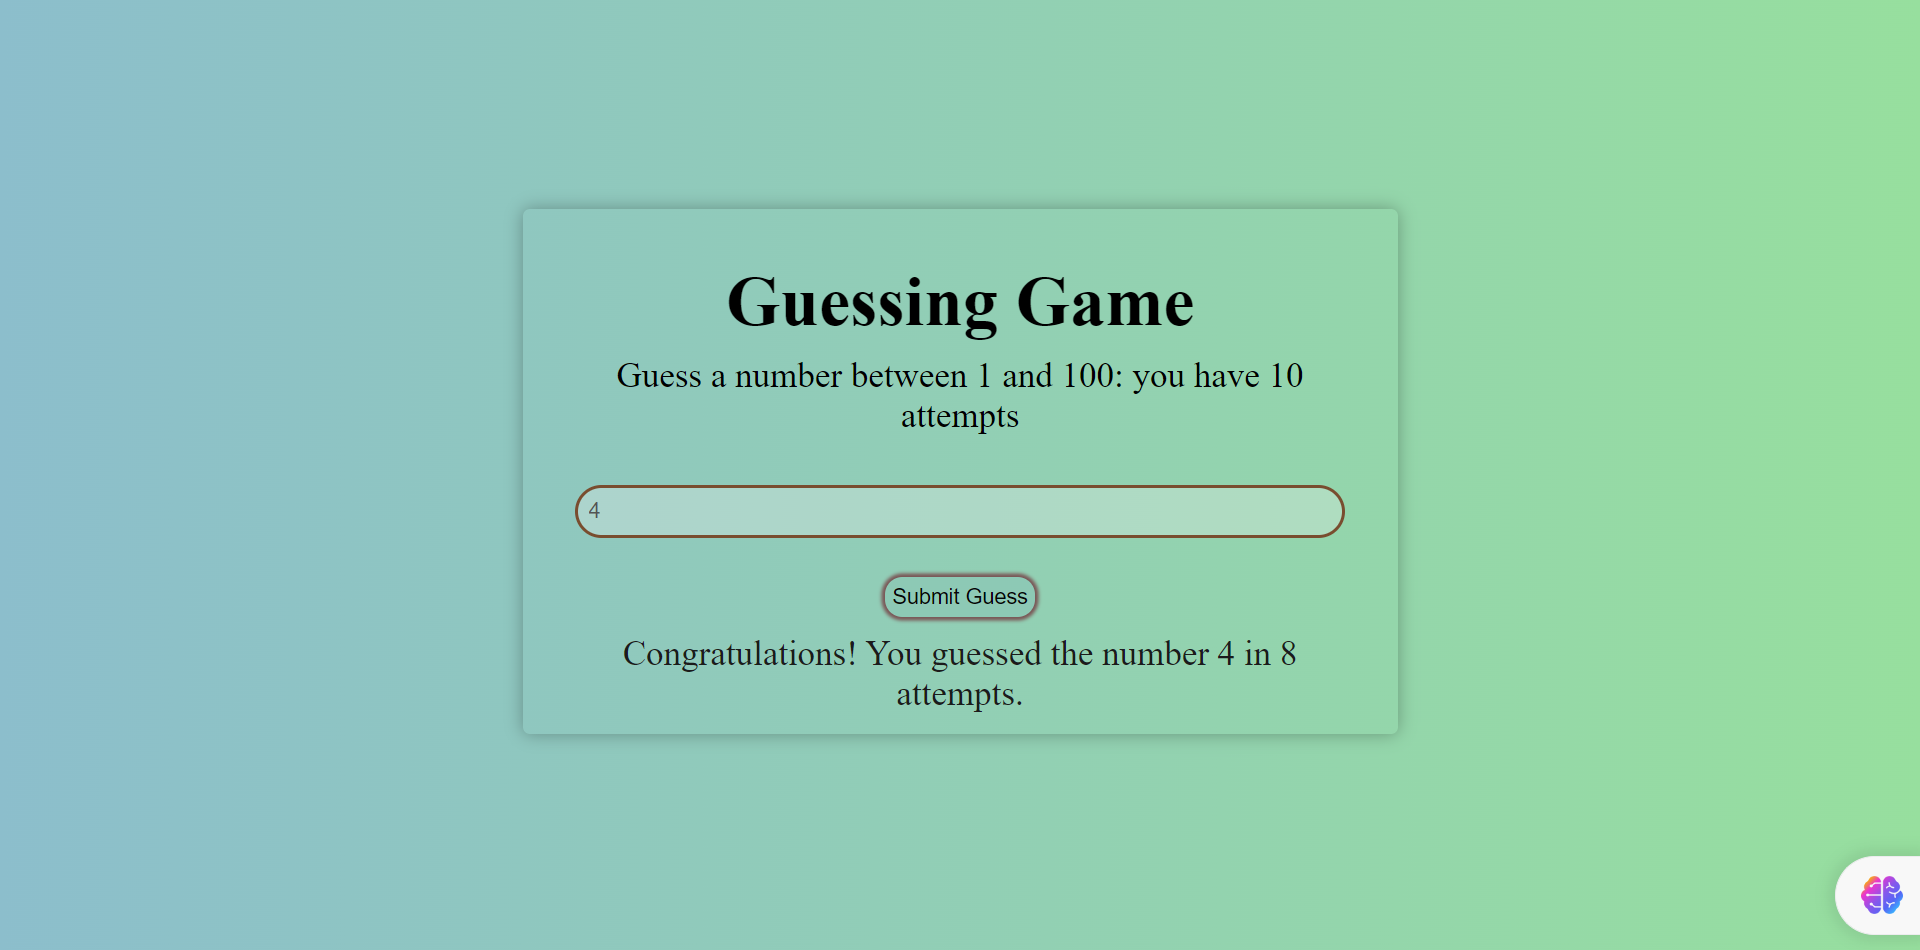 Guessing Game
Guess a number between 1 and 100: you have 10
attempts
4
Submit Guess
Congratulations! You guessed the number 4 in 8
attempts.